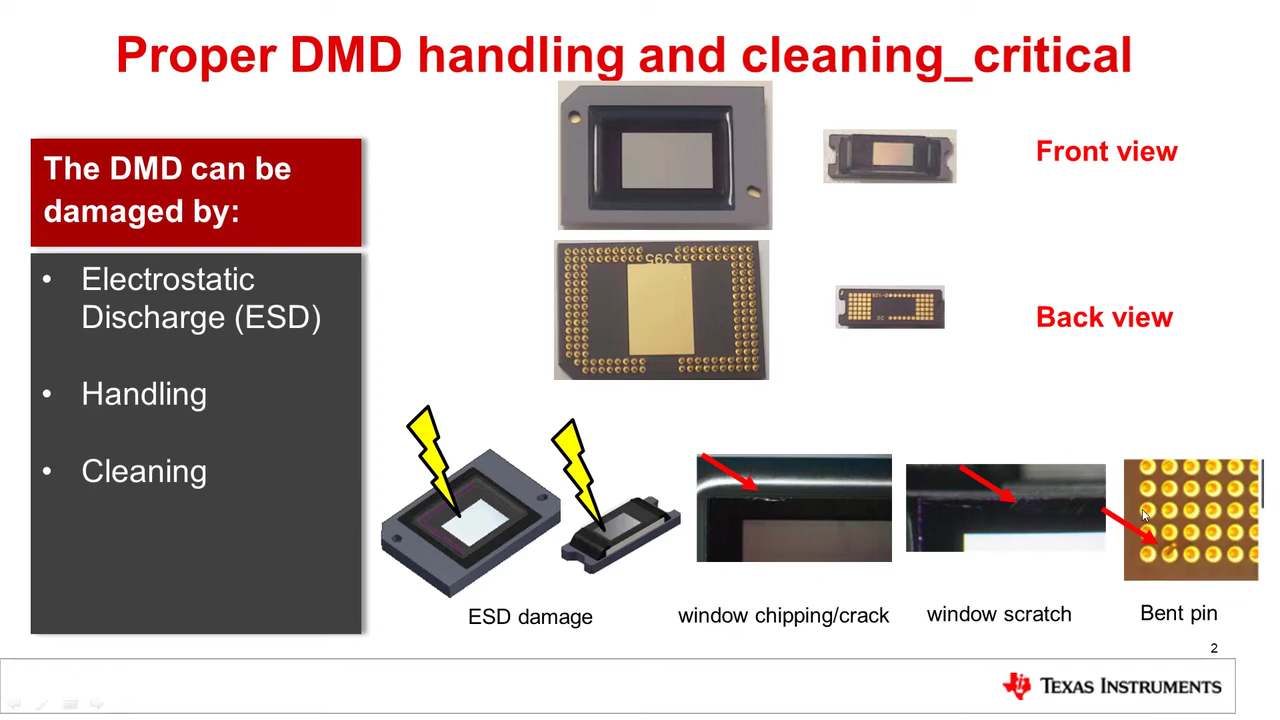 Proper DMD handling and cleaning_critical
The DMD can be
damaged by:
• Electrostatic
Discharge (ESD)
• Handling
• Cleaning
Front view
395
Back view
ESD damage
window chipping/crack
window scratch
Bent pin
2
TEXAS INSTRUMENTS